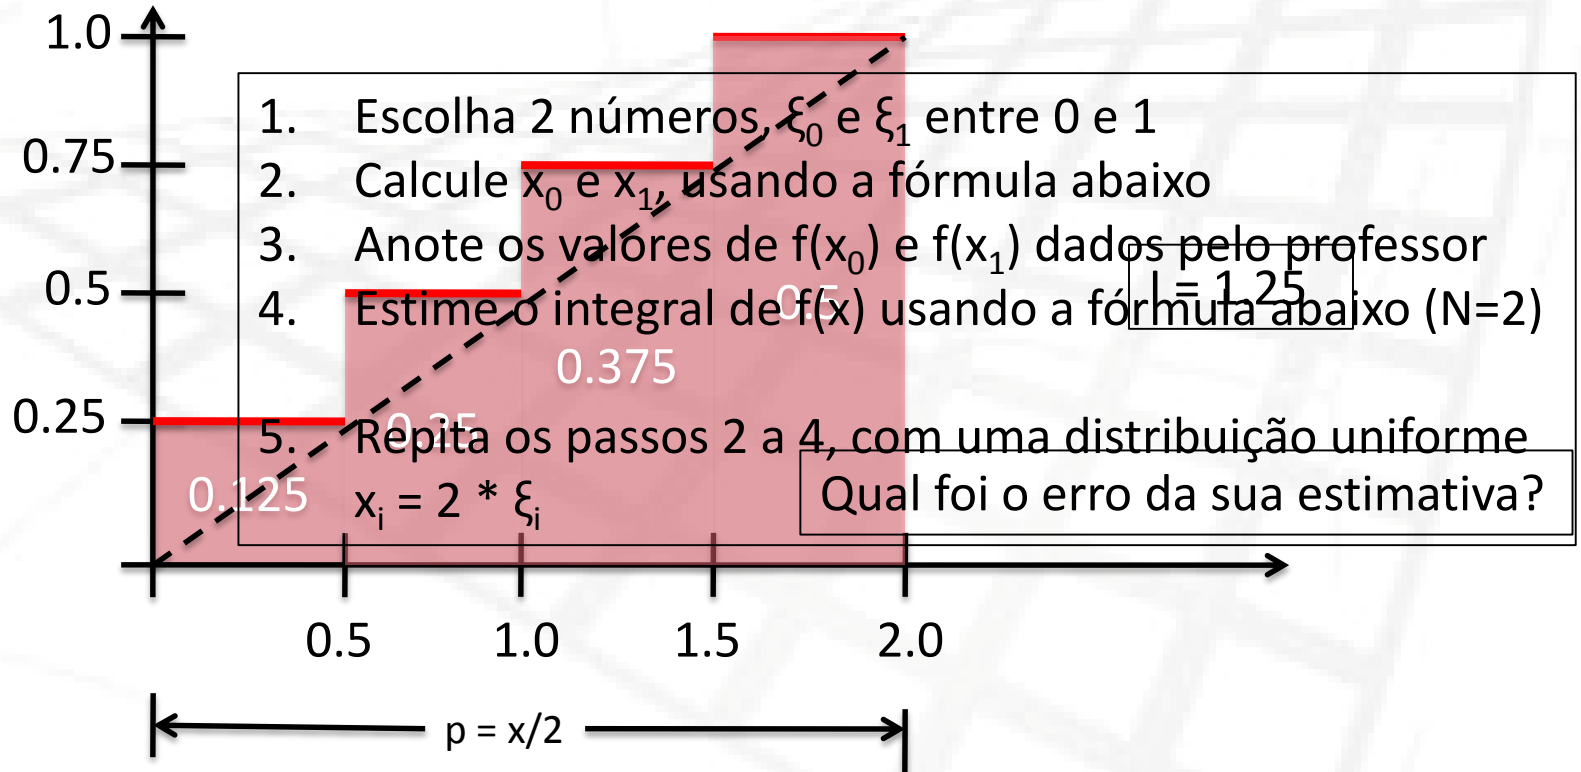 1.0
1. Escolha 2 números, ξ0 e ξ1 entre 0 e 1
0.75
2. Calcule x0 e x1, usando a fórmula abaixo
3. Anote os valores de f(x0) e f(x1) dados pelo professor
0.5
I = 1.25
0.5
4. Estime o integral de f(x) usando a fórmula abaixo (N=2)
0.375
0.25
0.25
5. Repita os passos 2 a 4, com uma distribuição uniforme
0.125
xi = 2 * ξi
Qual foi o erro da sua estimativa?
0.5 1.0 1.5 2.0
p = x/2